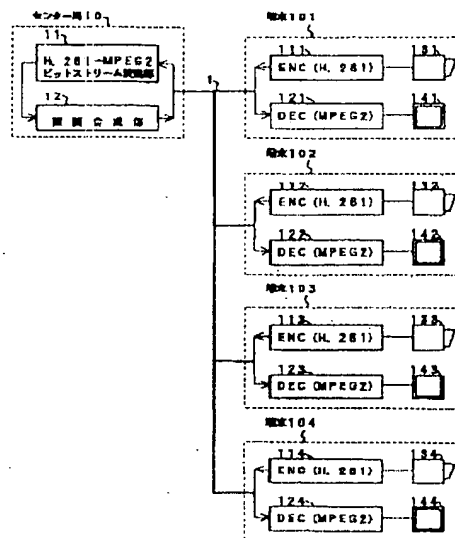 センター局10
11
H. 261→MPEG2
ビットストリーム変換部
12
画面合成部
1
端末101
111
ENC (H. 261)
131
121
DEC (MPEG2)
141
端末102
112
ENC (H. 261)
132
122
DEC (MPEG2)
142
端末103
113
ENC (H. 261)
133
123
DEC (MPEG2)
143
端末104
114
ENC (H. 261)
134
124
DEC (MPEG2)
144